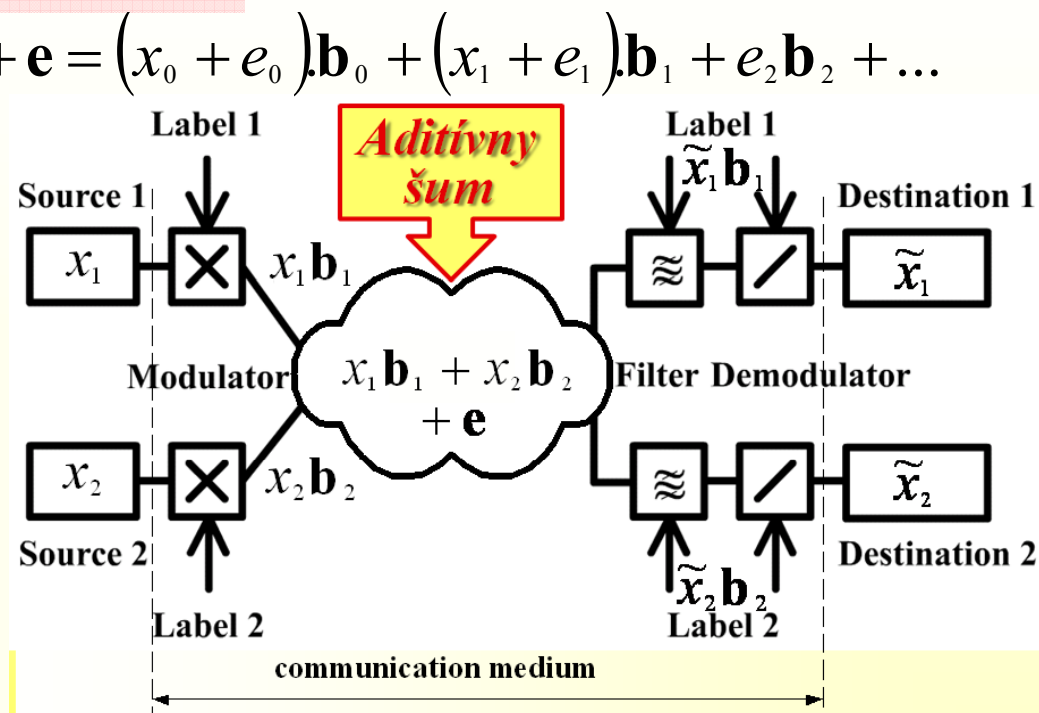 + e = (x₀ + e₀).b₀ + (x₁ + e₁).b₁ + e₂b₂ + ...
Label 1
Aditívny
šum
Label 1
x̃₁b₁
Source 1
Destination 1
x₁
x₁b₁
x̃₁
Modulator
x₁b₁ + x₂b₂
+ e
Filter Demodulator
x₂
x₂b₂
x̃₂
Source 2
Destination 2
x̃₂b₂
Label 2
Label 2
communication medium